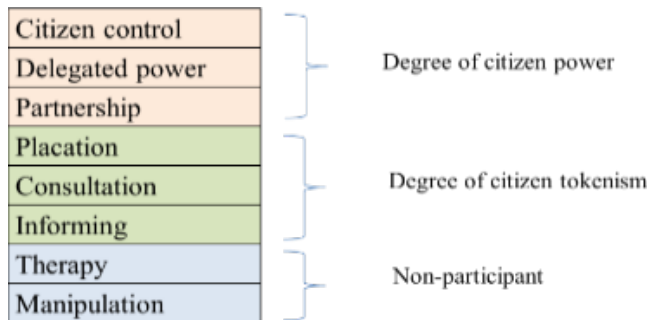 Citizen control
Delegated power
Partnership
Degree of citizen power
Placation
Consultation
Informing
Degree of citizen tokenism
Therapy
Manipulation
Non-participant